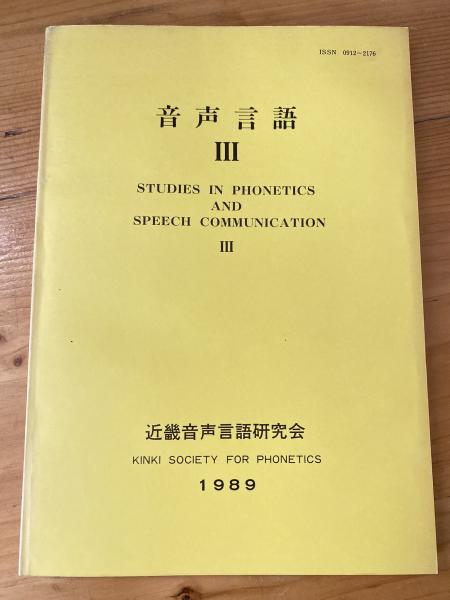 ISSN 0912-2176
音声言語
III
STUDIES IN PHONETICS
AND
SPEECH COMMUNICATION
III
近畿音声言語研究会
KINKI SOCIETY FOR PHONETICS
1989